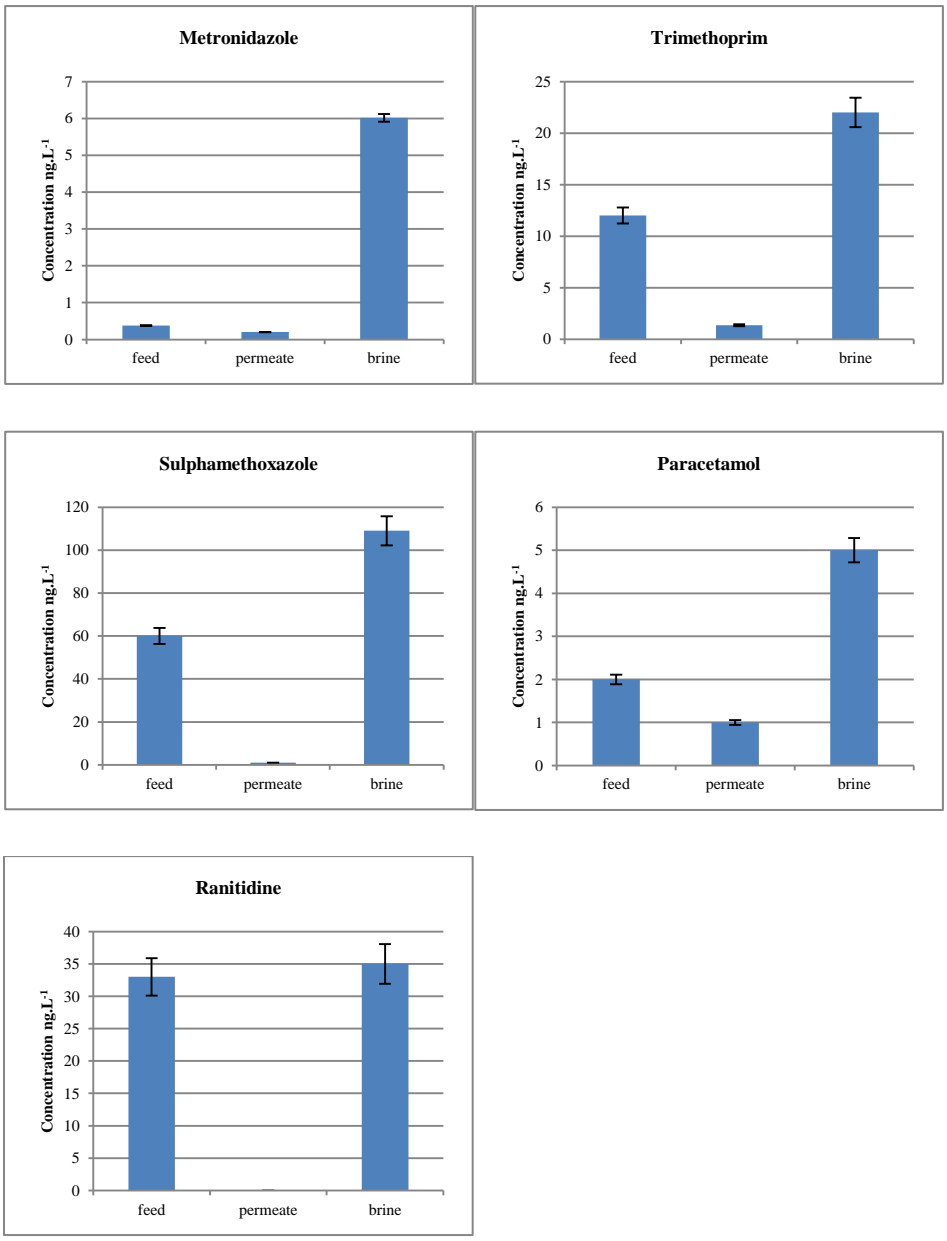 Metronidazole
Concentration ng.L-1
7
6
5
4
3
2
1
0
feed permeate brine
Trimethoprim
Concentration ng.L-1
25
20
15
10
5
0
feed permeate brine
Sulphamethoxazole
Concentration ng.L-1
120
100
80
60
40
20
0
feed permeate brine
Paracetamol
Concentration ng.L-1
6
5
4
3
2
1
0
feed permeate brine
Ranitidine
Concentration ng.L-1
40
35
30
25
20
15
10
5
0
feed permeate brine